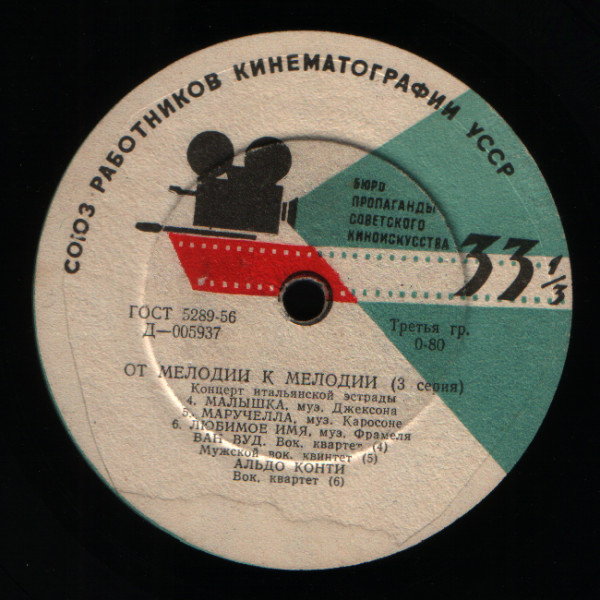 СОЮЗ РАБОТНИКОВ КИНЕМАТОГРАФИИ УССР
БЮРО
ПРОПАГАНДЫ
СОВЕТСКОГО
КИНОИСКУССТВА
33 1/3
ГОСТ 5289-56
Д—005937
Третья гр.
0-80
ОТ МЕЛОДИИ К МЕЛОДИИ (3 серия)
Концерт итальянской эстрады
4. МАЛЫШКА, муз. Джексона
5. МАРУЧЕЛЛА, муз. Каросоне
6. ЛЮБИМОЕ ИМЯ, муз. Фрамеля
ВАН ВУД. Вок. квартет (4)
Мужской вок. квинтет (5)
АЛЬДО КОНТИ
Вок. квартет (6)